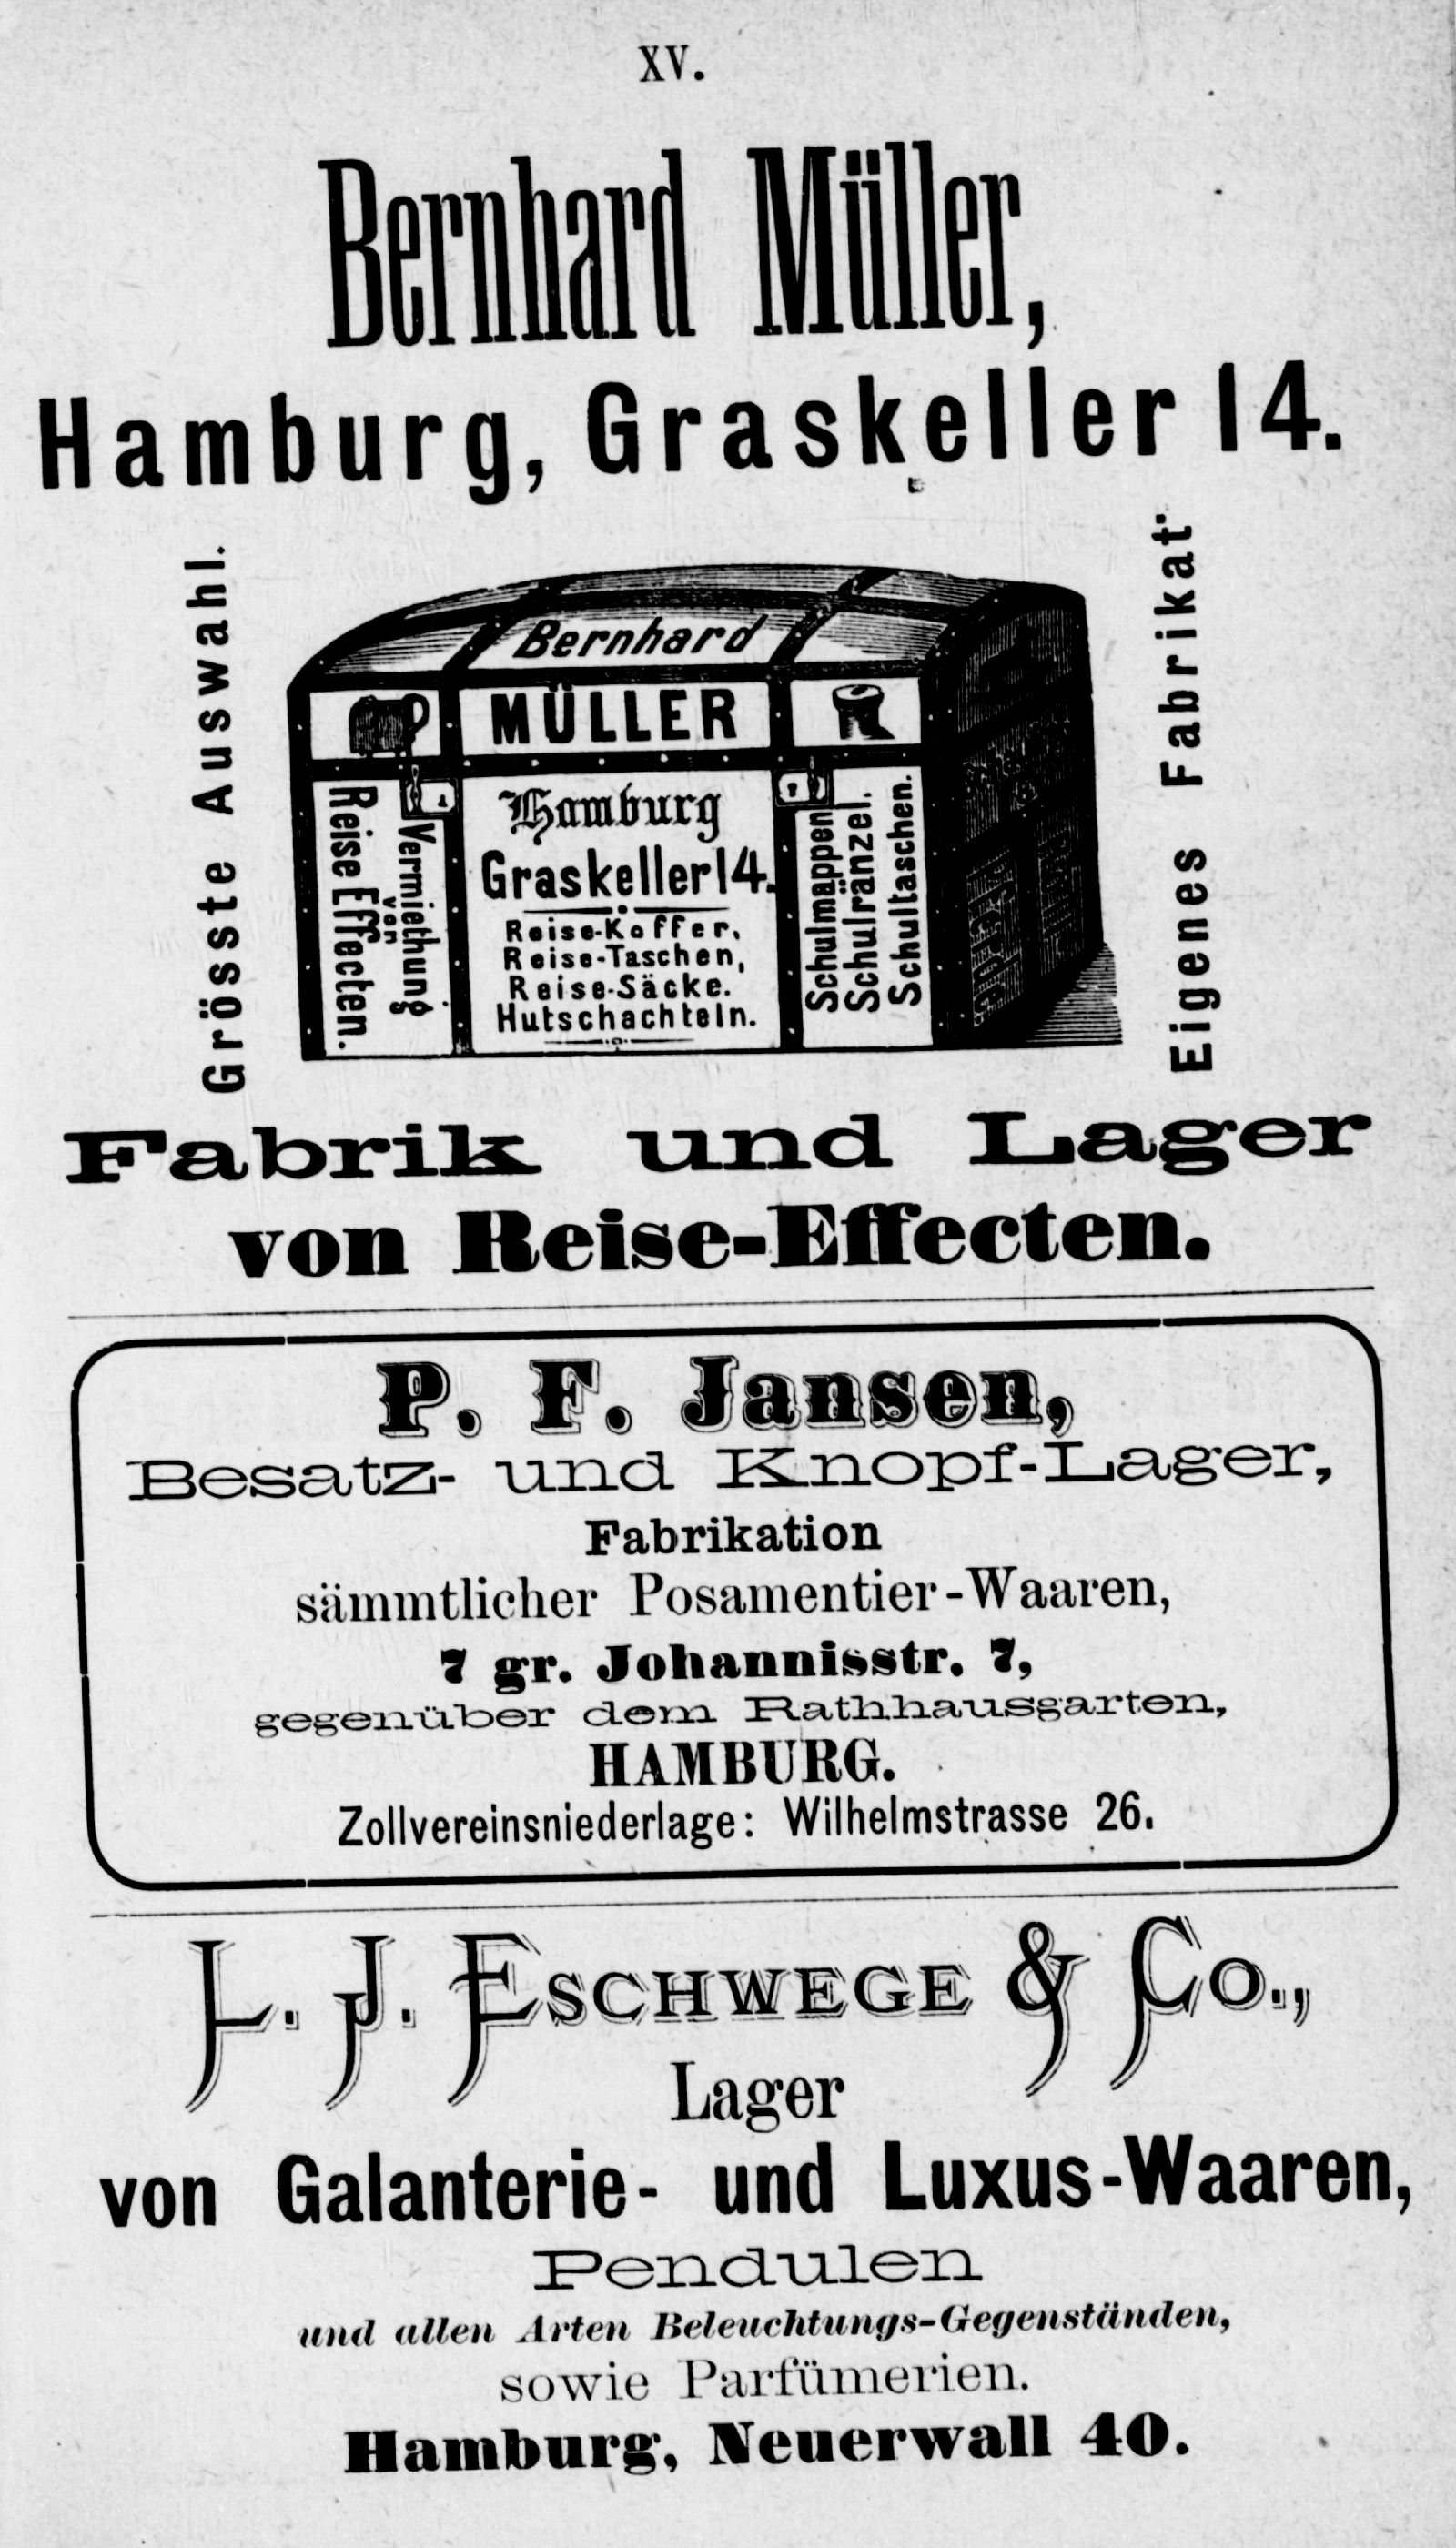 XV.
Bernhard Müller,
Hamburg, Graskeller 14.
Grösste Auswahl.
Bernhard
MÜLLER
Reise Effecten.
Vermiethung
von
Hamburg
Graskeller 14.
Reise-Koffer,
Reise-Taschen,
Reise-Säcke.
Hutschachteln.
Schulmappen
Schulränzel.
Schultaschen.
Eigenes Fabrikat
Fabrik und Lager
von Reise-Effecten.
P. F. Jansen,
Besatz- und Knopf-Lager,
Fabrikation
sämmtlicher Posamentier-Waaren,
7 gr. Johannisstr. 7,
gegenüber dem Rathhausgarten,
HAMBURG.
Zollvereinsniederlage: Wilhelmstrasse 26.
L. J. ESCHWEGE & Co.,
Lager
von Galanterie- und Luxus-Waaren,
Pendulen
und allen Arten Beleuchtungs-Gegenständen,
sowie Parfümerien.
Hamburg, Neuerwall 40.